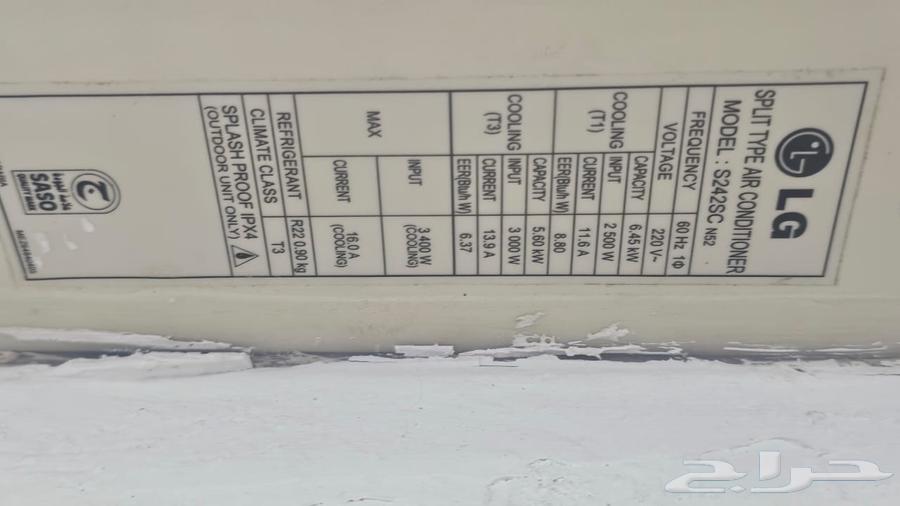 LG
SPLIT TYPE AIR CONDITIONER
MODEL : S242SC N52
FREQUENCY 60 Hz 1Φ
VOLTAGE 220 V~
COOLING (T1) CAPACITY 6.45 kW
INPUT 2 500 W
CURRENT 11.6 A
EER(Btu/h W) 8.80
COOLING (T3) CAPACITY 5.60 kW
INPUT 3 000 W
CURRENT 13.9 A
EER(Btu/h W) 6.37
MAX INPUT 3 400 W (COOLING)
CURRENT 16.0 A (COOLING)
REFRIGERANT R22 0.90 kg
CLIMATE CLASS T3
SPLASH PROOF IPX4
(OUTDOOR UNIT ONLY)
SASO
QUALITY MARK
حراج